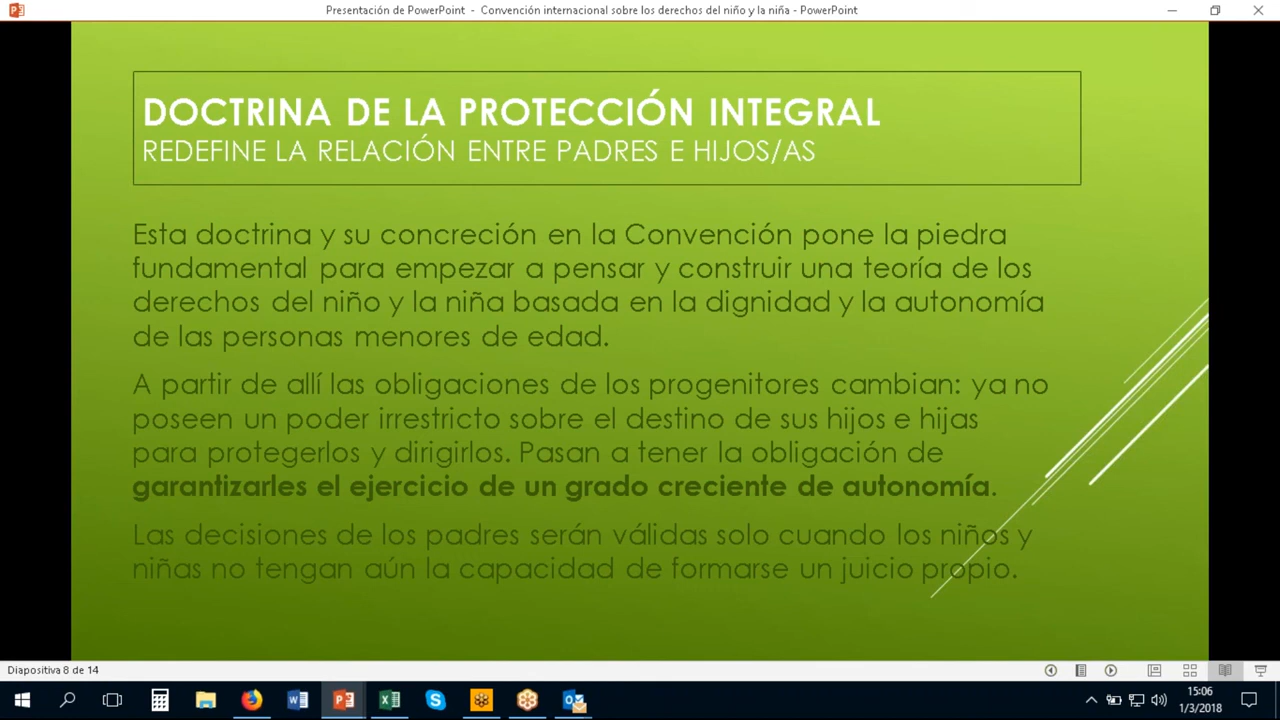 Presentación de PowerPoint - Convención internacional sobre los derechos del niño y la niña - PowerPoint
DOCTRINA DE LA PROTECCIÓN INTEGRAL
REDEFINE LA RELACIÓN ENTRE PADRES E HIJOS/AS
Esta doctrina y su concreción en la Convención pone la piedra
fundamental para empezar a pensar y construir una teoría de los
derechos del niño y la niña basada en la dignidad y la autonomía
de las personas menores de edad.
A partir de allí las obligaciones de los progenitores cambian: ya no
poseen un poder irrestricto sobre el destino de sus hijos e hijas
para protegerlos y dirigirlos. Pasan a tener la obligación de
garantizarles el ejercicio de un grado creciente de autonomía.
Las decisiones de los padres serán válidas solo cuando los niños y
niñas no tengan aún la capacidad de formarse un juicio propio.
Diapositiva 8 de 14
15:06
1/3/2018